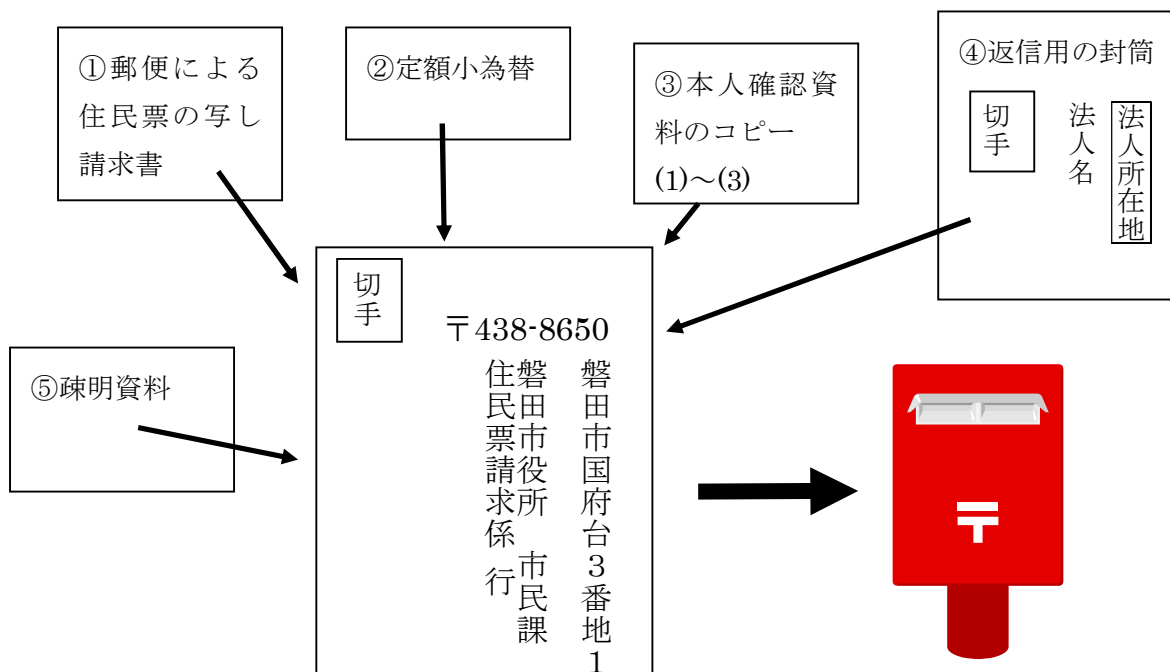 ①郵便による
住民票の写し
請求書
②定額小為替
③本人確認資
料のコピー
(1)～(3)
④返信用の封筒
切手
法人所在地
法人名
⑤疎明資料
切手
〒438-8650
磐田市国府台3番地1
磐田市役所 市民課
住民票請求係 行
〒